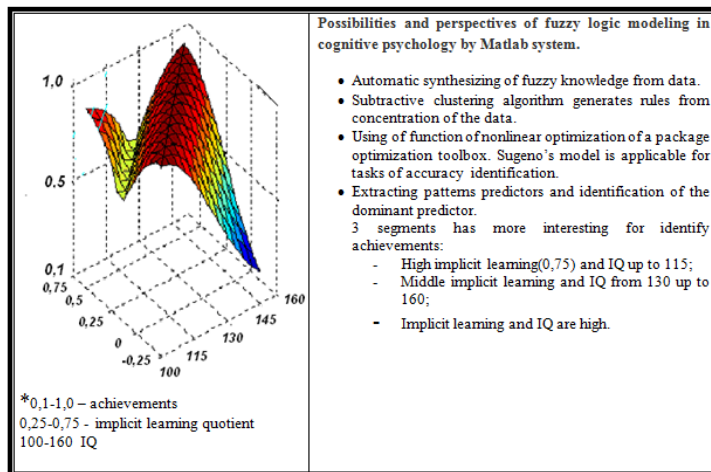 1,0
0,5
0,1
0,75
0,5
0,25
0
-0,25
100
115
130
145
160
*0,1-1,0 – achievements
0,25-0,75 - implicit learning quotient
100-160 IQ
Possibilities and perspectives of fuzzy logic modeling in
cognitive psychology by Matlab system.
• Automatic synthesizing of fuzzy knowledge from data.
• Subtractive clustering algorithm generates rules from
concentration of the data.
• Using of function of nonlinear optimization of a package
optimization toolbox. Sugeno’s model is applicable for
tasks of accuracy identification.
• Extracting patterns predictors and identification of the
dominant predictor.
3 segments has more interesting for identify
achievements:
- High implicit learning(0,75) and IQ up to 115;
- Middle implicit learning and IQ from 130 up to
160;
- Implicit learning and IQ are high.